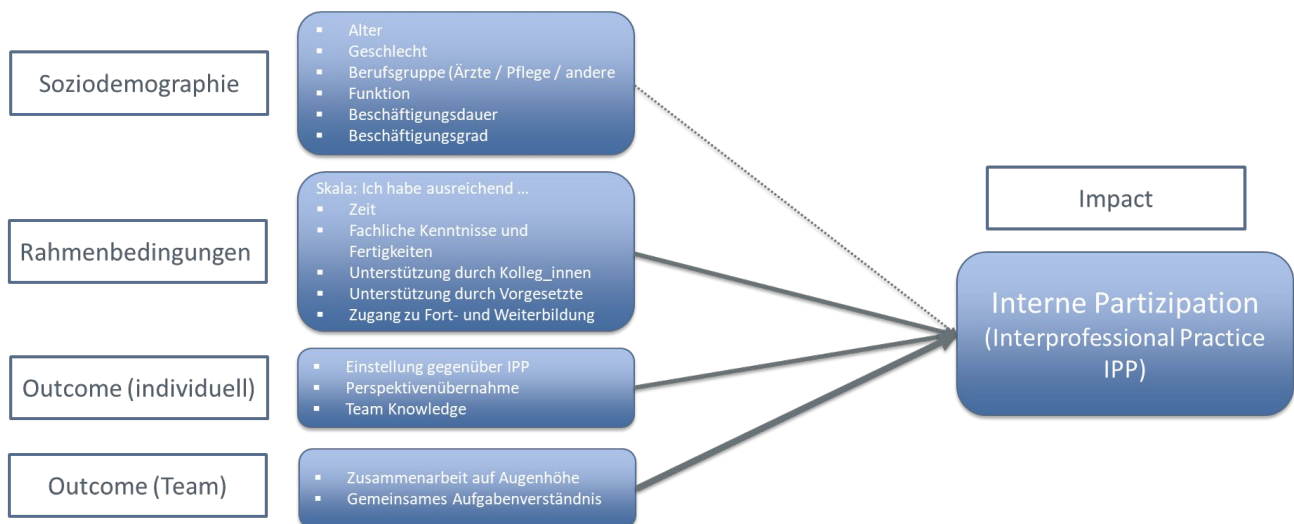 Soziodemographie
▪ Alter
▪ Geschlecht
▪ Berufsgruppe (Ärzte / Pflege / andere
▪ Funktion
▪ Beschäftigungsdauer
▪ Beschäftigungsgrad
Rahmenbedingungen
Skala: Ich habe ausreichend ...
▪ Zeit
▪ Fachliche Kenntnisse und
Fertigkeiten
▪ Unterstützung durch Kolleg_innen
▪ Unterstützung durch Vorgesetzte
▪ Zugang zu Fort- und Weiterbildung
Outcome (individuell)
▪ Einstellung gegenüber IPP
▪ Perspektivenübernahme
▪ Team Knowledge
Outcome (Team)
▪ Zusammenarbeit auf Augenhöhe
▪ Gemeinsames Aufgabenverständnis
Impact
Interne Partizipation
(Interprofessional Practice
IPP)